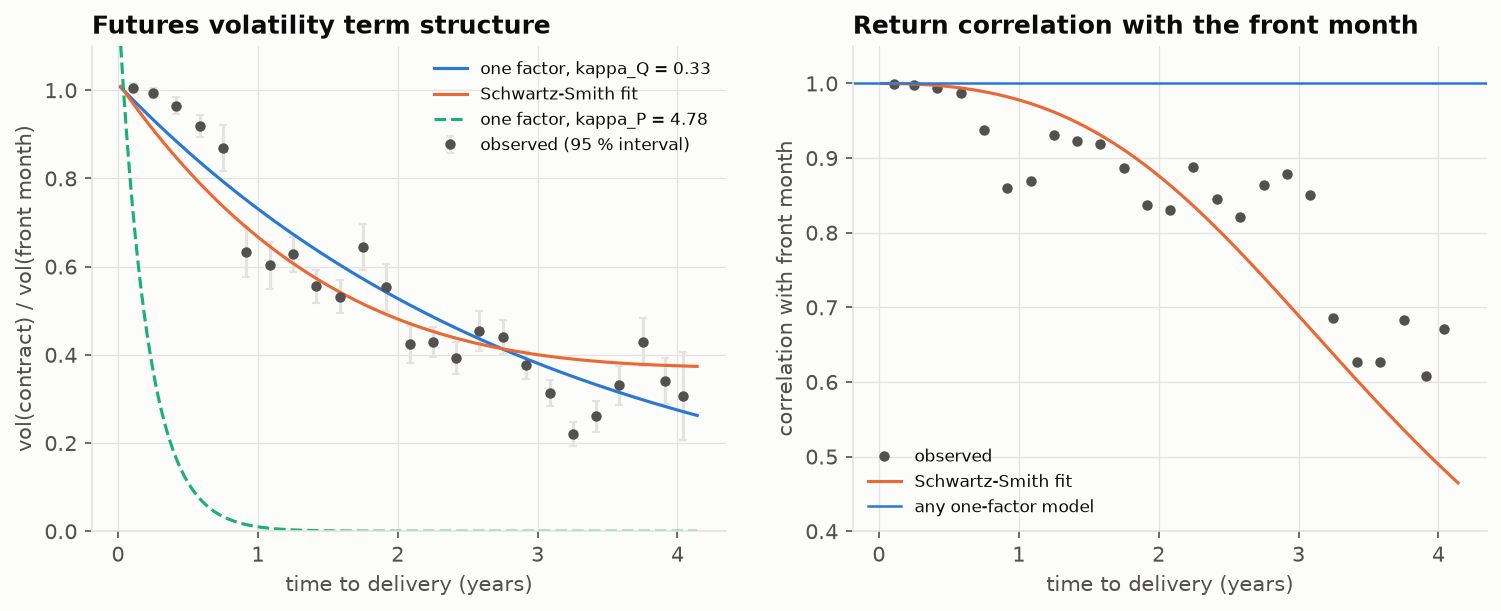 Futures volatility term structure
vol(contract) / vol(front month)
1.0
0.8
0.6
0.4
0.2
0.0
one factor, kappa_Q = 0.33
Schwartz-Smith fit
one factor, kappa_P = 4.78
observed (95 % interval)
0 1 2 3 4
time to delivery (years)
Return correlation with the front month
correlation with front month
1.0
0.9
0.8
0.7
0.6
0.5
0.4
observed
Schwartz-Smith fit
any one-factor model
0 1 2 3 4
time to delivery (years)